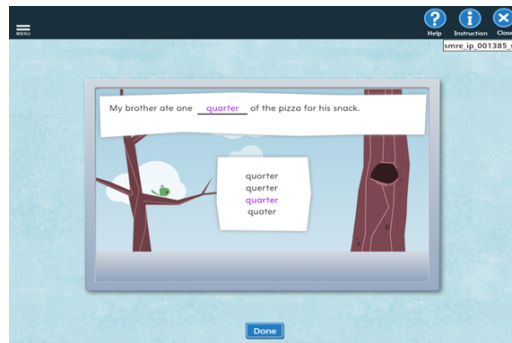 MENU
Help Instruction Close
smre_ip_001385_
My brother ate one quarter of the pizza for his snack.
quorter
querter
quarter
quater
Done